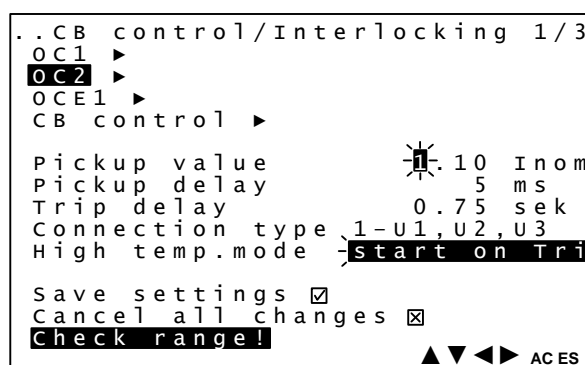 ..CB control/Interlocking 1/3
OC1 ►
OC2 ►
OCE1 ►
CB control ►
Pickup value 1.10 Inom
Pickup delay 5 ms
Trip delay 0.75 sek
Connection type 1-U1,U2,U3
High temp.mode start on Tri
Save settings ☑
Cancel all changes ☒
Check range!
▲▼◄► AC ES